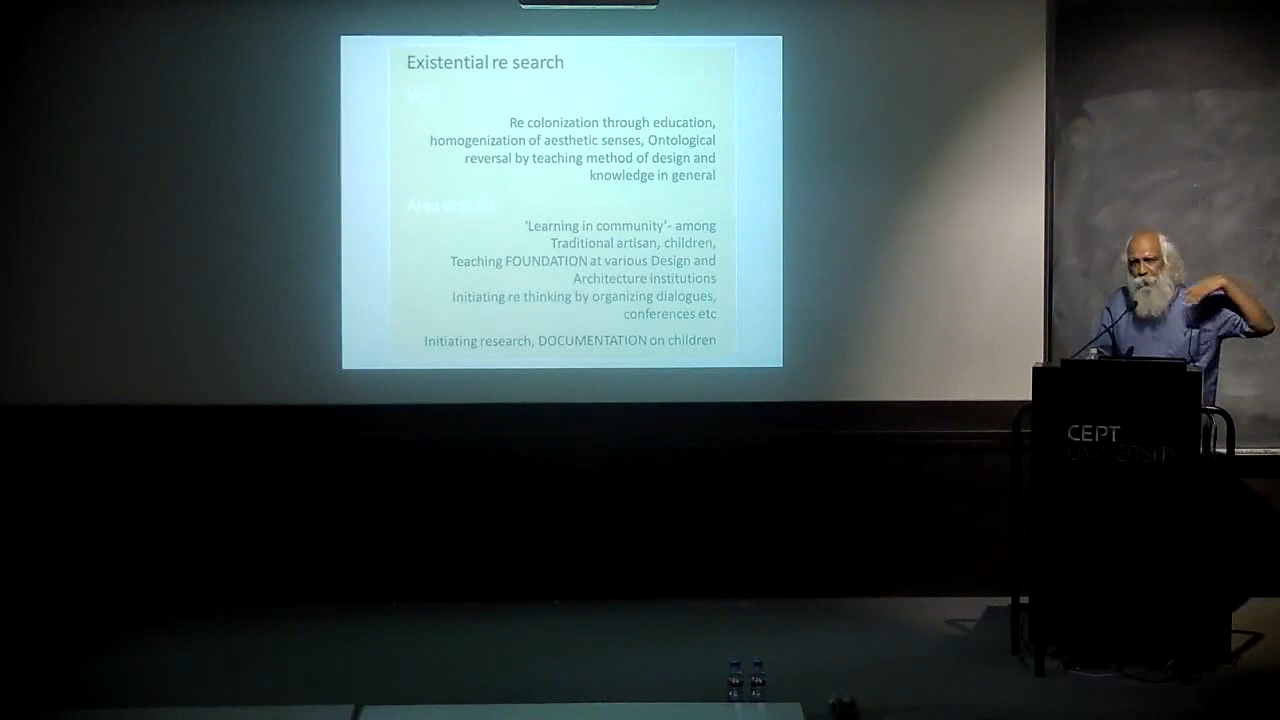 Existential re search
Re colonization through education,
homogenization of aesthetic senses, Ontological
reversal by teaching method of design and
knowledge in general
'Learning in community'- among
Traditional artisan, children,
Teaching FOUNDATION at various Design and
Architecture institutions
Initiating re thinking by organizing dialogues,
conferences etc
Initiating research, DOCUMENTATION on children
CEPT
UNIVERSITY